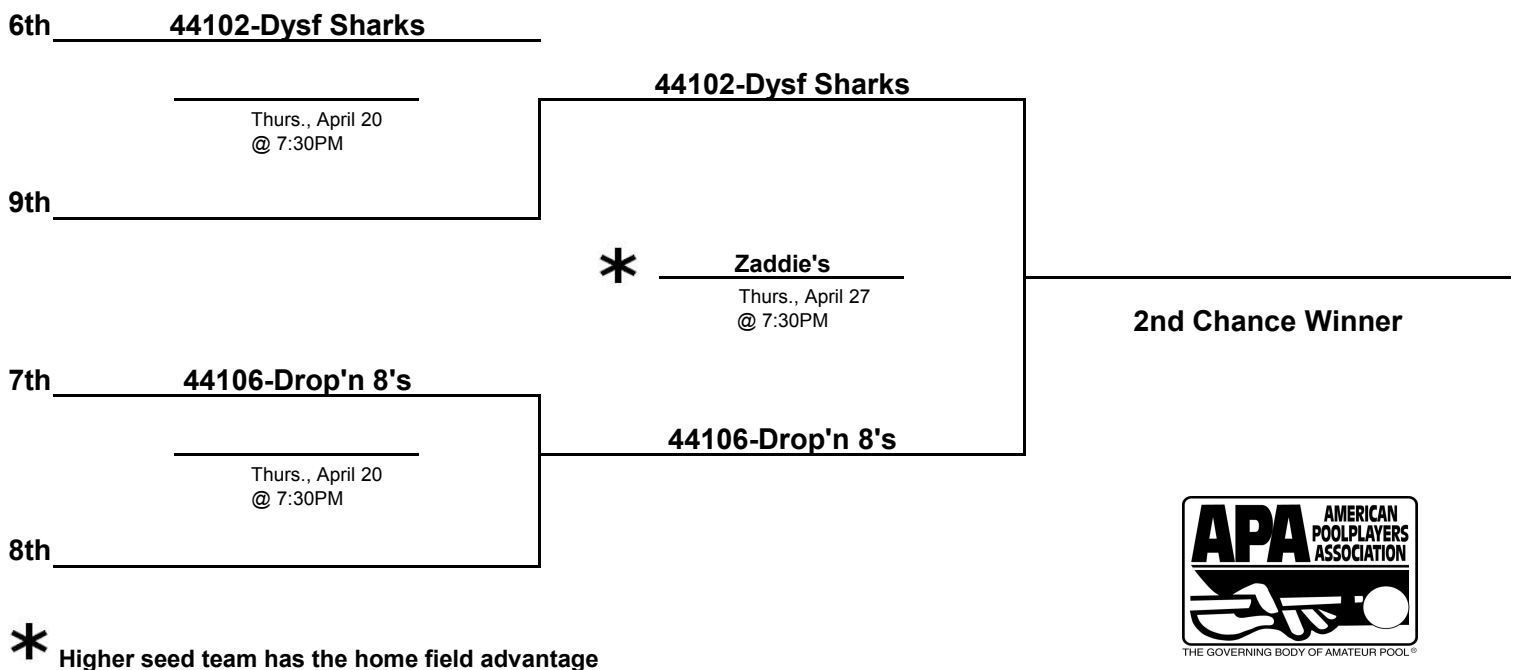 6th 44102-Dysf Sharks
44102-Dysf Sharks
Thurs., April 20
@ 7:30PM
9th
* Zaddie's
Thurs., April 27
@ 7:30PM
2nd Chance Winner
7th 44106-Drop'n 8's
44106-Drop'n 8's
Thurs., April 20
@ 7:30PM
8th
* Higher seed team has the home field advantage
APA AMERICAN
POOLPLAYERS
ASSOCIATION
THE GOVERNING BODY OF AMATEUR POOL®